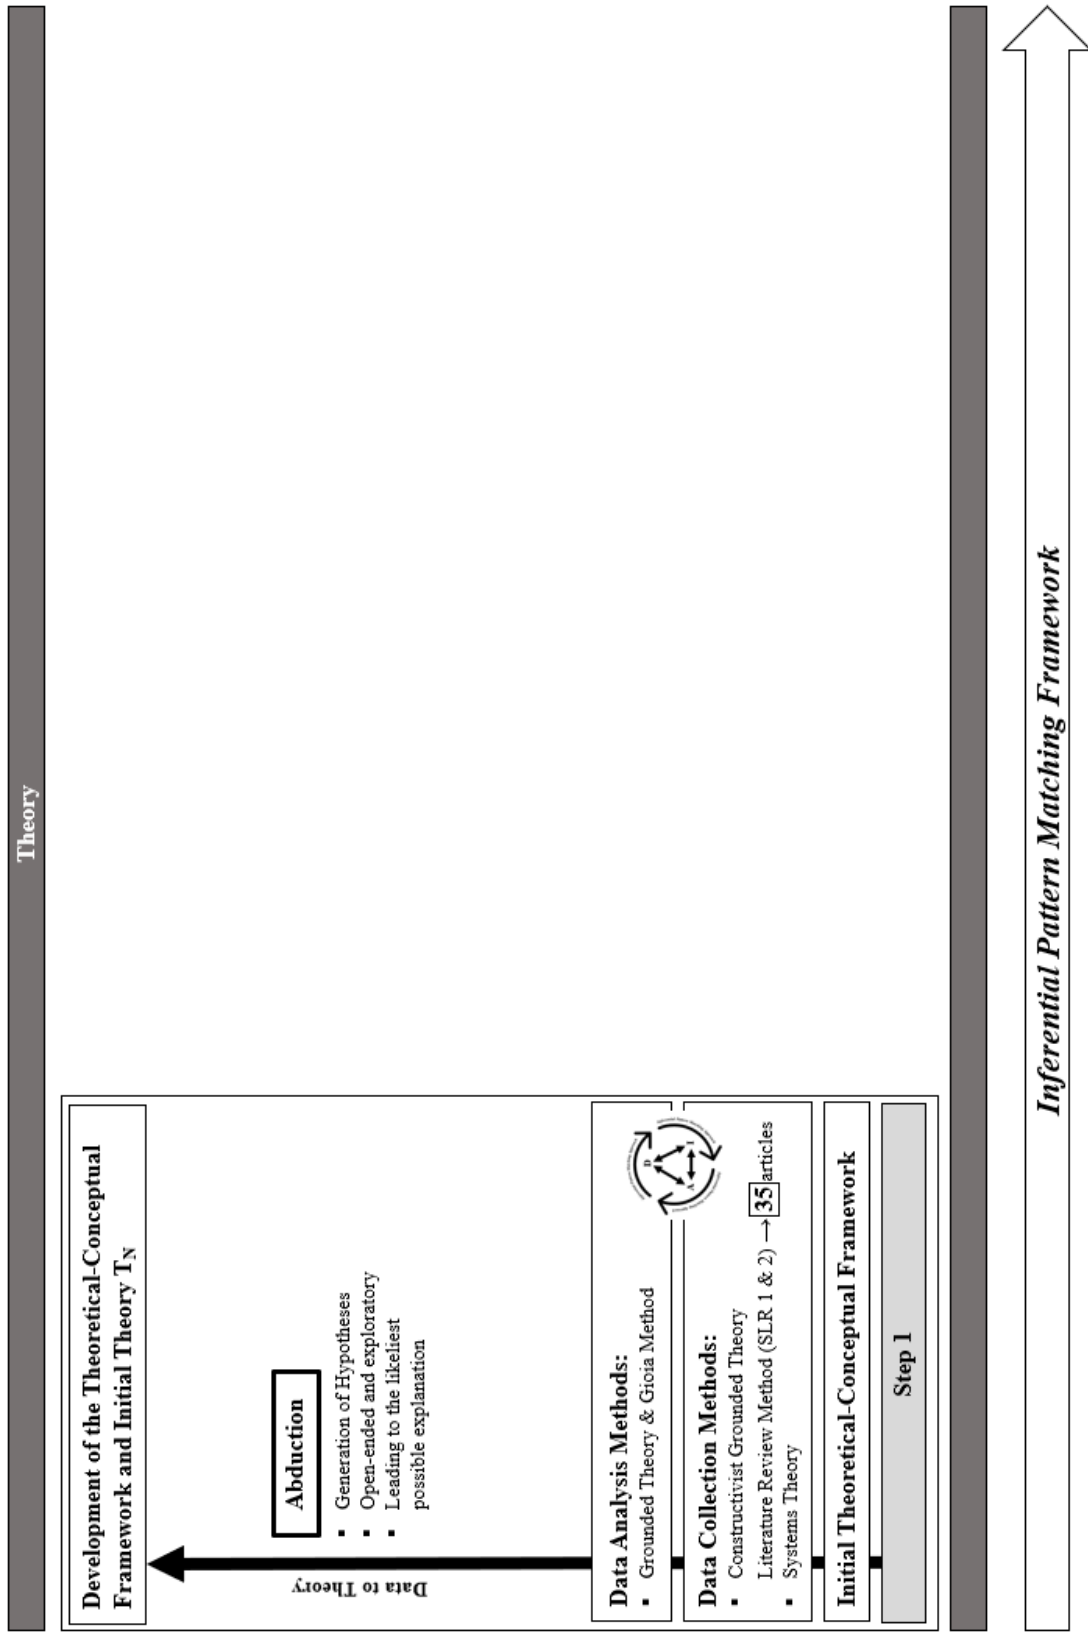 Theory
Development of the Theoretical-Conceptual
Framework and Initial Theory TN
Data to Theory
Abduction
▪ Generation of Hypotheses
▪ Open-ended and exploratory
▪ Leading to the likeliest
possible explanation
Data Analysis Methods:
▪ Grounded Theory & Gioia Method
D
A
I
Data Collection Methods:
▪ Constructivist Grounded Theory
Literature Review Method (SLR 1 & 2) → 35 articles
▪ Systems Theory
Initial Theoretical-Conceptual Framework
Step 1
Inferential Pattern Matching Framework